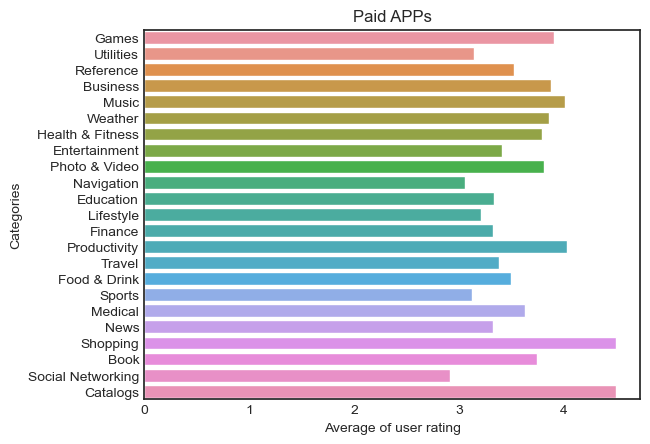 Paid APPs
Categories
Games
Utilities
Reference
Business
Music
Weather
Health & Fitness
Entertainment
Photo & Video
Navigation
Education
Lifestyle
Finance
Productivity
Travel
Food & Drink
Sports
Medical
News
Shopping
Book
Social Networking
Catalogs
0 1 2 3 4
Average of user rating